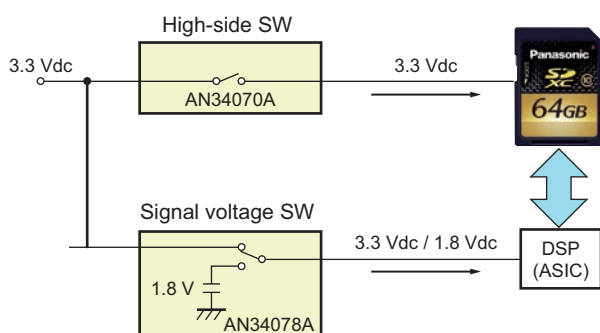 High-side SW
3.3 Vdc
AN34070A
3.3 Vdc
Panasonic
SD
XC
10
64GB
Signal voltage SW
1.8 V
AN34078A
3.3 Vdc / 1.8 Vdc
DSP
(ASIC)